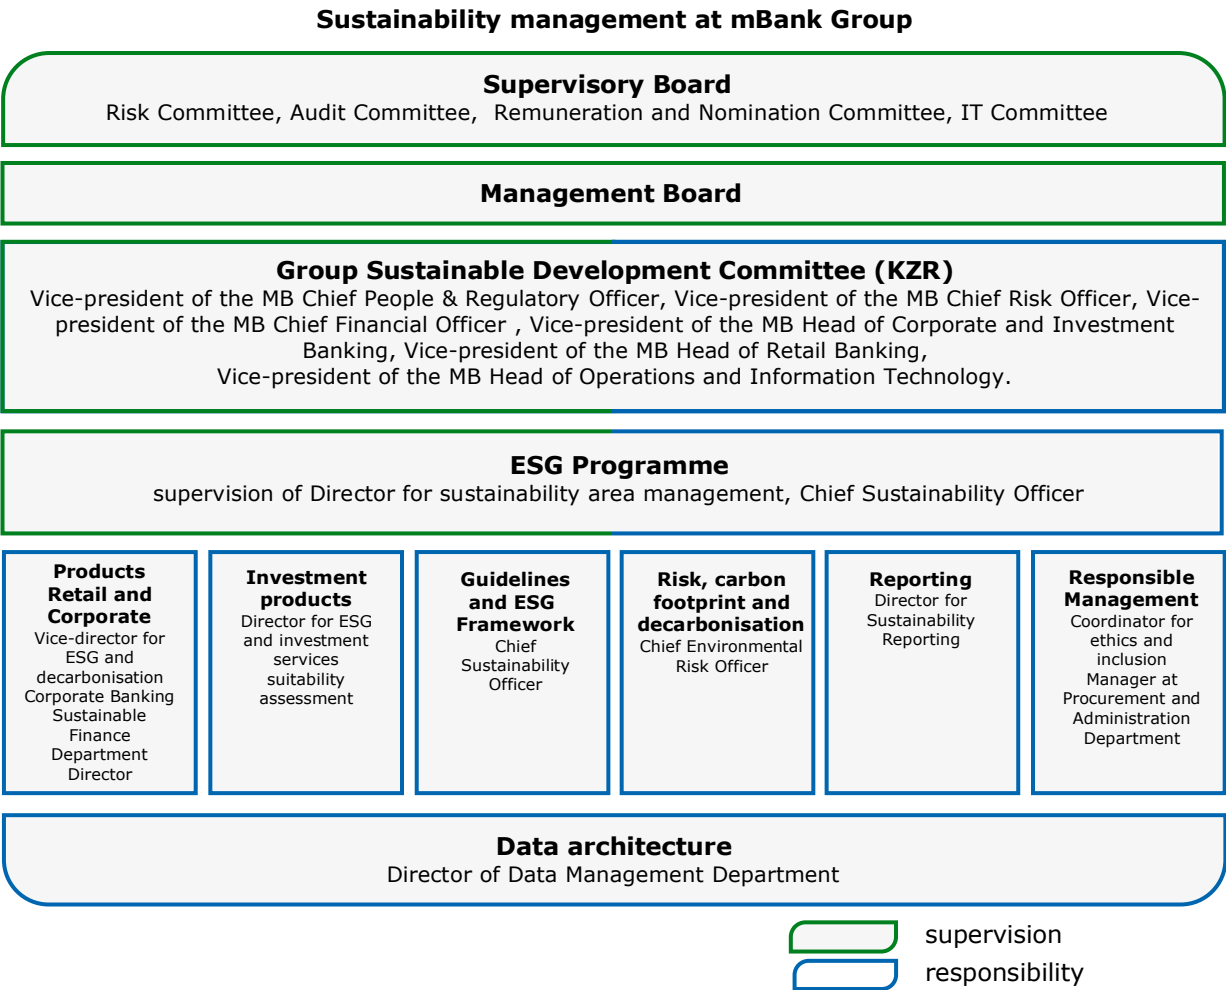 Sustainability management at mBank Group
Supervisory Board
Risk Committee, Audit Committee,  Remuneration and Nomination Committee, IT Committee
Management Board
Group Sustainable Development Committee (KZR)
Vice-president of the MB Chief People & Regulatory Officer, Vice-president of the MB Chief Risk Officer, Vice-
president of the MB Chief Financial Officer , Vice-president of the MB Head of Corporate and Investment
Banking, Vice-president of the MB Head of Retail Banking,
Vice-president of the MB Head of Operations and Information Technology.
ESG Programme
supervision of Director for sustainability area management, Chief Sustainability Officer
Products
Retail and
Corporate
Vice-director for
ESG and
decarbonisation
Corporate Banking
Sustainable
Finance
Department
Director
Investment
products
Director for ESG
and investment
services
suitability
assessment
Guidelines
and ESG
Framework
Chief
Sustainability
Officer
Risk, carbon
footprint and
decarbonisation
Chief Environmental
Risk Officer
Reporting
Director for
Sustainability
Reporting
Responsible
Management
Coordinator for
ethics and
inclusion
Manager at
Procurement and
Administration
Department
Data architecture
Director of Data Management Department
supervision
responsibility